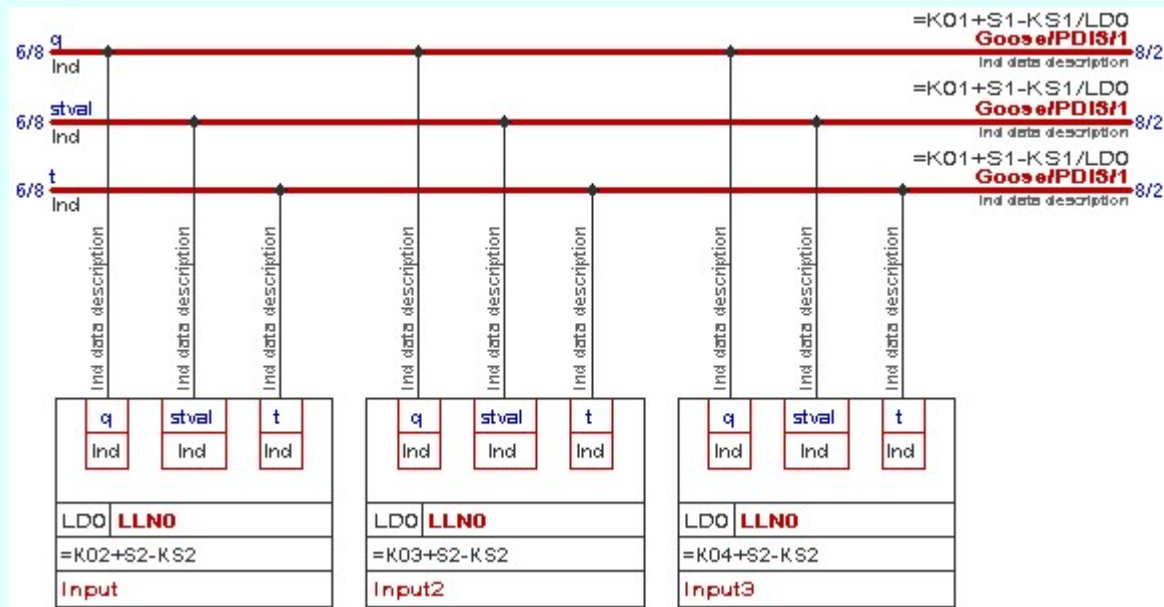 =K01+S1-KS1/LD0
6/8 q Goose/PDIS/1 8/2
Ind Ind data description
=K01+S1-KS1/LD0
6/8 stval Goose/PDIS/1 8/2
Ind Ind data description
=K01+S1-KS1/LD0
6/8 t Goose/PDIS/1 8/2
Ind Ind data description
Ind data description
Ind data description
Ind data description
Ind data description
Ind data description
Ind data description
Ind data description
Ind data description
Ind data description
q stval t q stval t q stval t
Ind Ind Ind Ind Ind Ind Ind Ind Ind
LD0 LLN0 LD0 LLN0 LD0 LLN0
=K02+S2-KS2 =K03+S2-KS2 =K04+S2-KS2
Input Input2 Input3